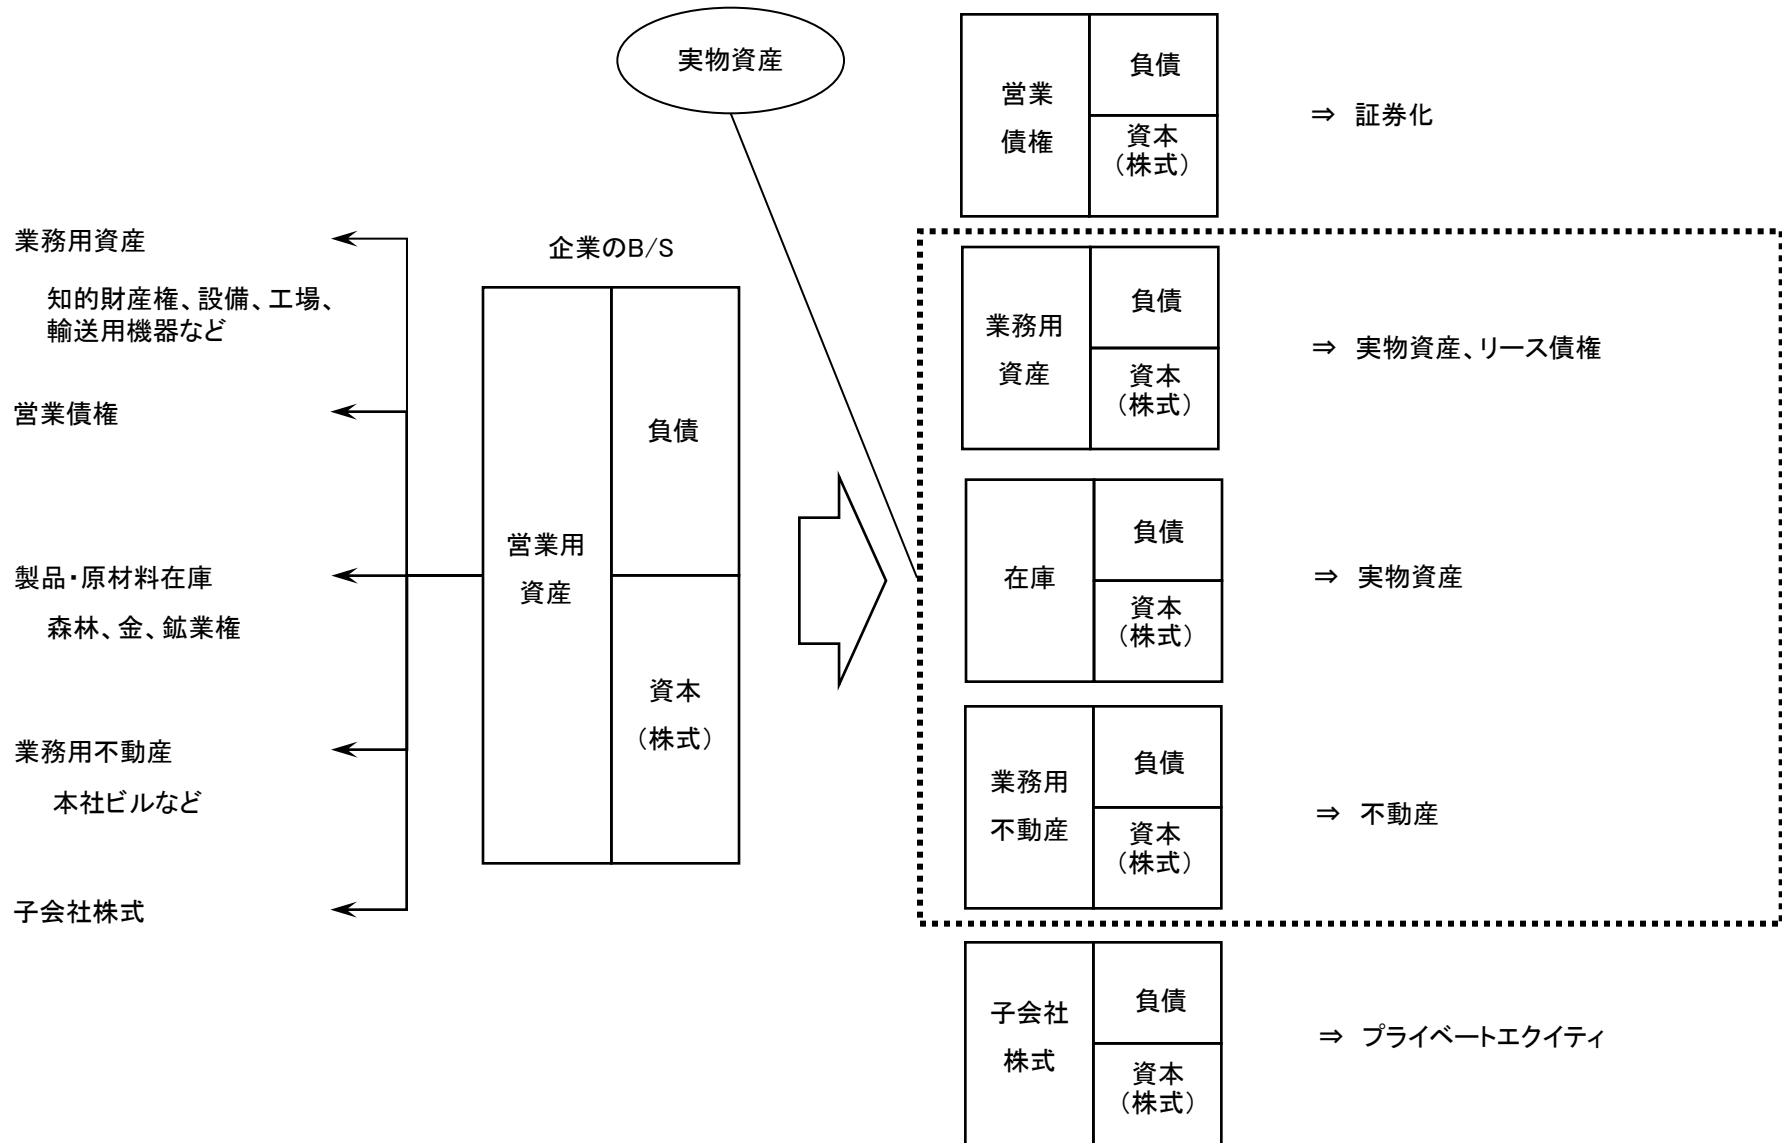 実物資産
業務用資産
知的財産権、設備、工場、
輸送用機器など
営業債権
製品・原材料在庫
森林、金、鉱業権
業務用不動産
本社ビルなど
子会社株式
企業のB/S
営業用
資産
負債
資本
（株式）
営業
債権
負債
資本
（株式）
⇒ 証券化
業務用
資産
負債
資本
（株式）
⇒ 実物資産、リース債権
在庫
負債
資本
（株式）
⇒ 実物資産
業務用
不動産
負債
資本
（株式）
⇒ 不動産
子会社
株式
負債
資本
（株式）
⇒ プライベートエクイティ